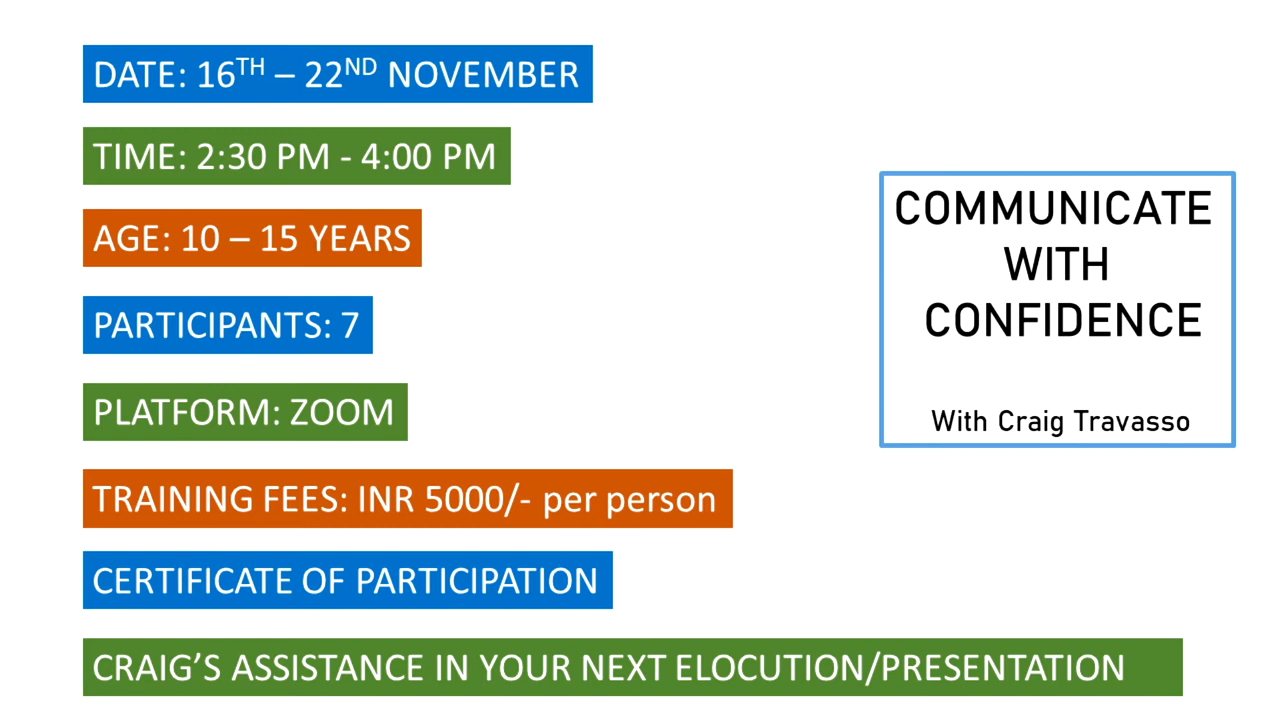 DATE: 16TH – 22ND NOVEMBER
TIME: 2:30 PM - 4:00 PM
AGE: 10 – 15 YEARS
PARTICIPANTS: 7
PLATFORM: ZOOM
TRAINING FEES: INR 5000/- per person
CERTIFICATE OF PARTICIPATION
CRAIG’S ASSISTANCE IN YOUR NEXT ELOCUTION/PRESENTATION
COMMUNICATE
WITH
CONFIDENCE
With Craig Travasso